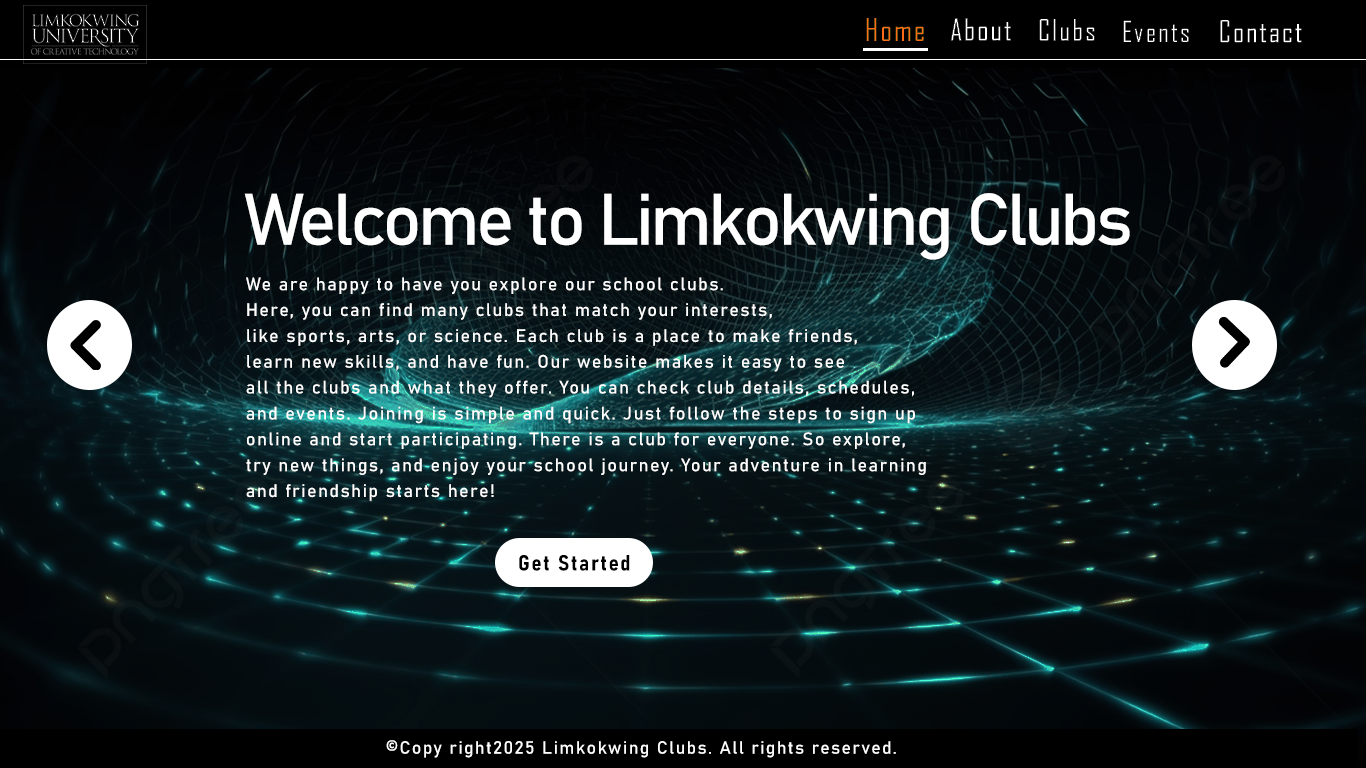 LIMKOKWING
UNIVERSITY
OF CREATIVE TECHNOLOGY
Home About Clubs Events Contact
Welcome to Limkokwing Clubs
We are happy to have you explore our school clubs.
Here, you can find many clubs that match your interests,
like sports, arts, or science. Each club is a place to make friends,
learn new skills, and have fun. Our website makes it easy to see
all the clubs and what they offer. You can check club details, schedules,
and events. Joining is simple and quick. Just follow the steps to sign up
online and start participating. There is a club for everyone. So explore,
try new things, and enjoy your school journey. Your adventure in learning
and friendship starts here!
Get Started
pngtree
pngtree
©Copy right2025 Limkokwing Clubs. All rights reserved.